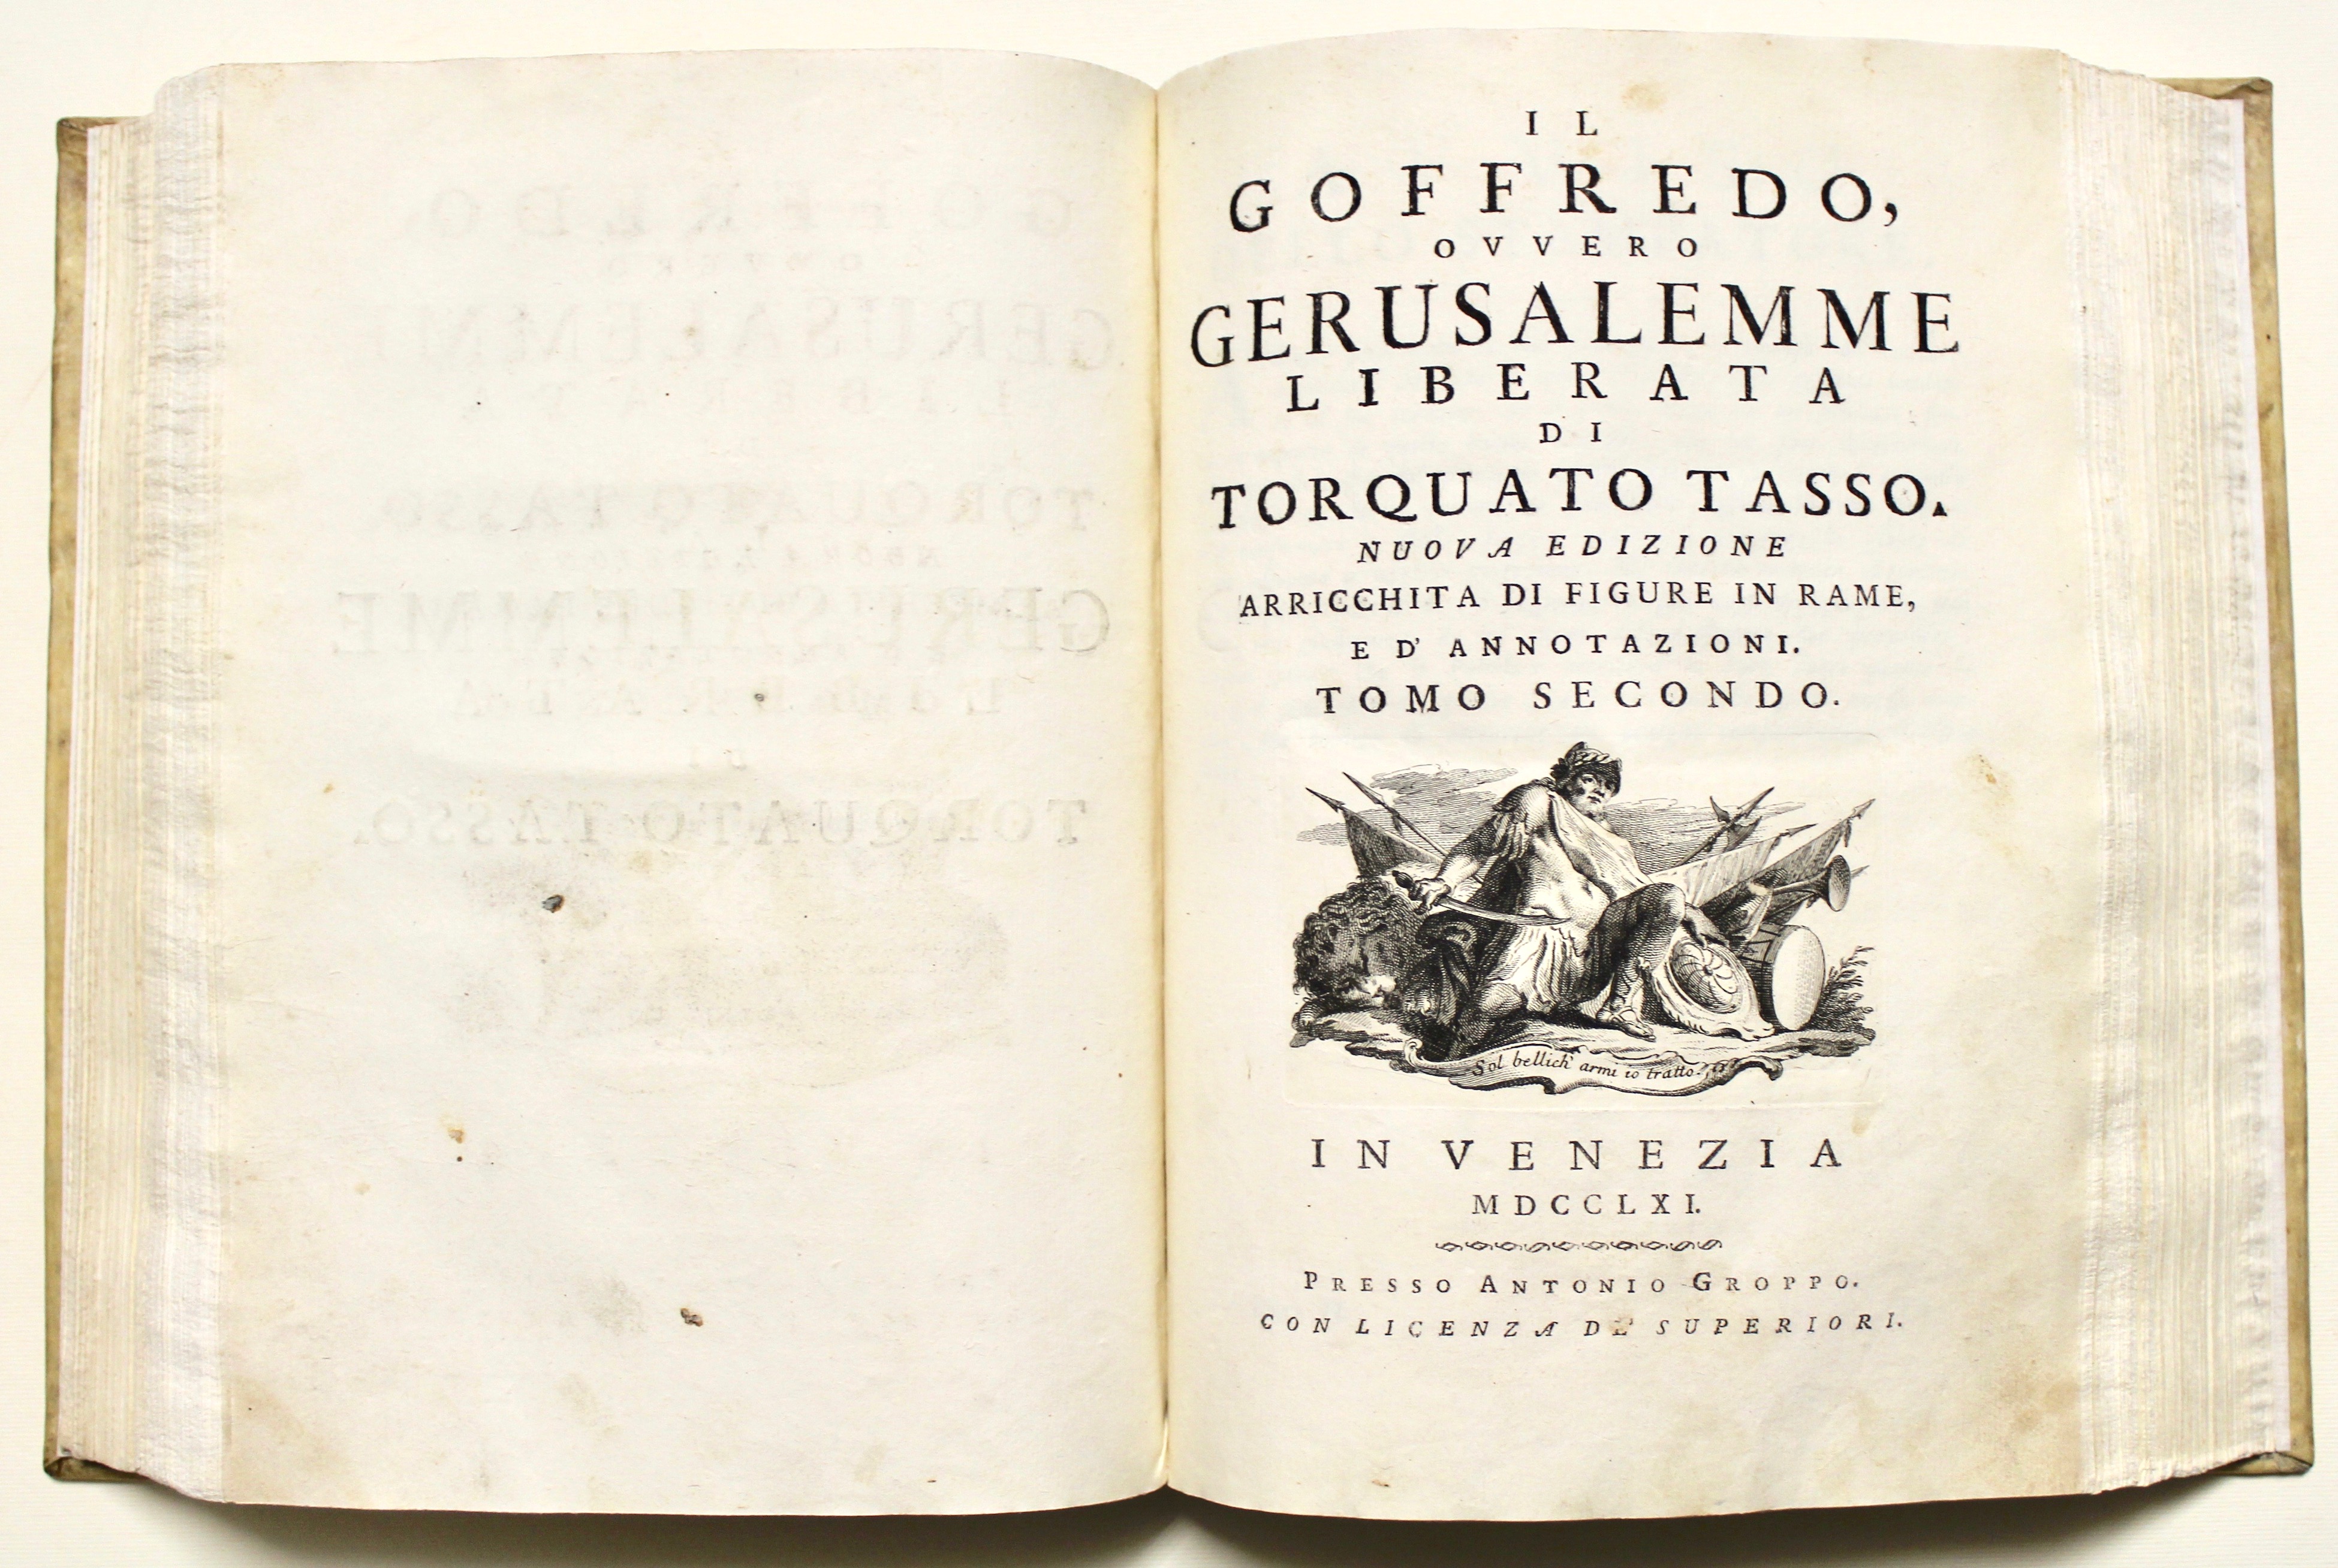 IL
GOFFREDO,
OVVERO
GERUSALEMME
LIBERATA
DI
TORQUATO TASSO.
NUOVA EDIZIONE
ARRICCHITA DI FIGURE IN RAME,
E D' ANNOTAZIONI.
TOMO SECONDO.
Sol bellich' armi io tratto.
IN VENEZIA
MDCCLXI.
PRESSO ANTONIO GROPPO.
CON LICENZA DE' SUPERIORI.